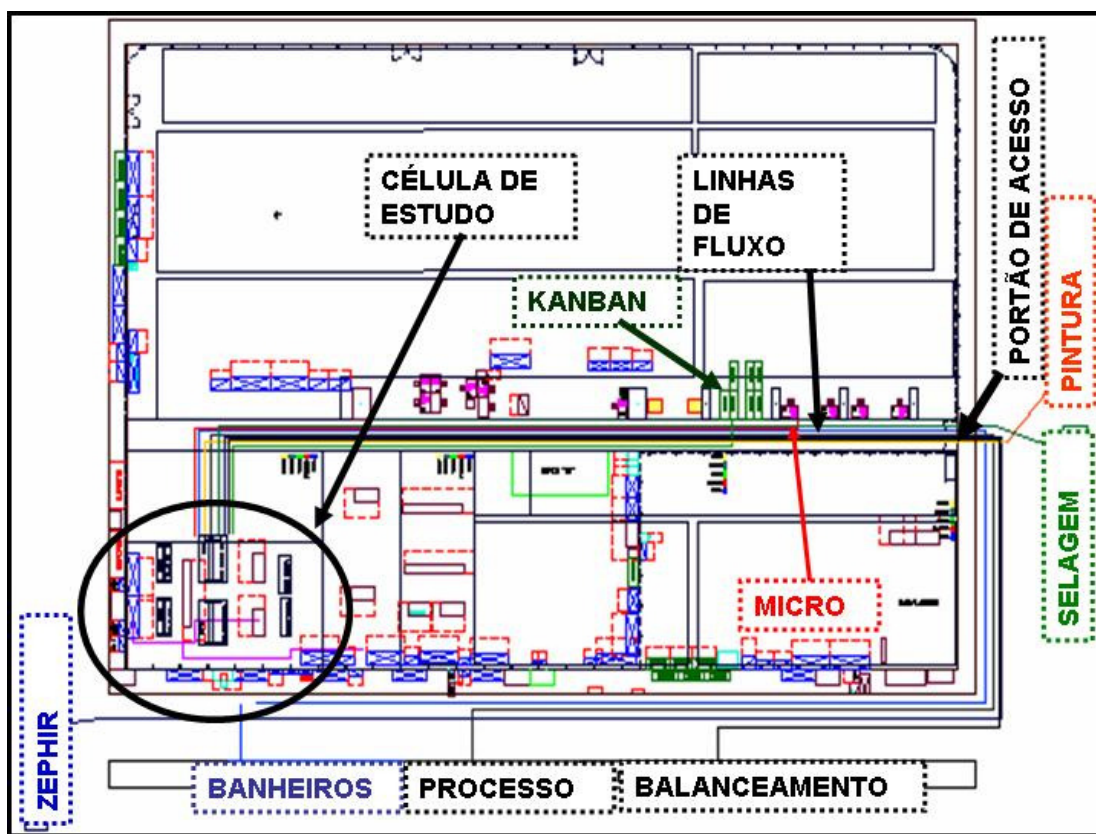 CÉLULA DE
ESTUDO
LINHAS
DE
FLUXO
PORTÃO DE ACESSO
PINTURA
KANBAN
SELAGEM
MICRO
ZEPHIR
BANHEIROS
PROCESSO
BALANCEAMENTO